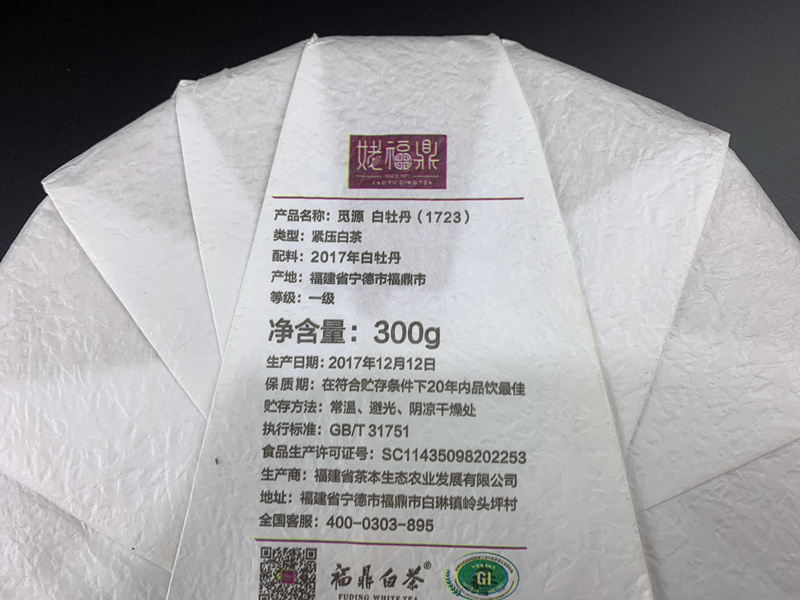 姥福鼎
SINCE 1971
LAO FU DING TEA
产品名称：觅源 白牡丹（1723）
类型：紧压白茶
配料：2017年白牡丹
产地：福建省宁德市福鼎市
等级：一级
净含量：300g
生产日期：2017年12月12日
保质期：在符合贮存条件下20年内品饮最佳
贮存方法：常温、避光、阴凉干燥处
执行标准：GB/T 31751
食品生产许可证号：SC11435098202253
生产商：福建省茶本生态农业发展有限公司
地址：福建省宁德市福鼎市白琳镇岭头坪村
全国客服：400-0303-895
福鼎白茶®
FUDING WHITE TEA
GI